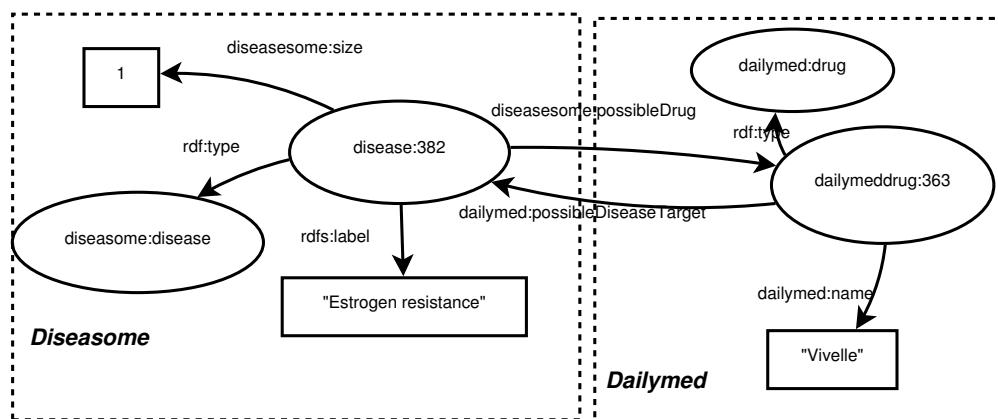 diseasesome:size
1
dailymed:drug
diseasesome:possibleDrug
rdf:type
rdf:type
disease:382
dailymeddrug:363
diseasome:disease
dailymed:possibleDiseaseTarget
rdfs:label
"Estrogen resistance"
dailymed:name
Diseasome
"Vivelle"
Dailymed